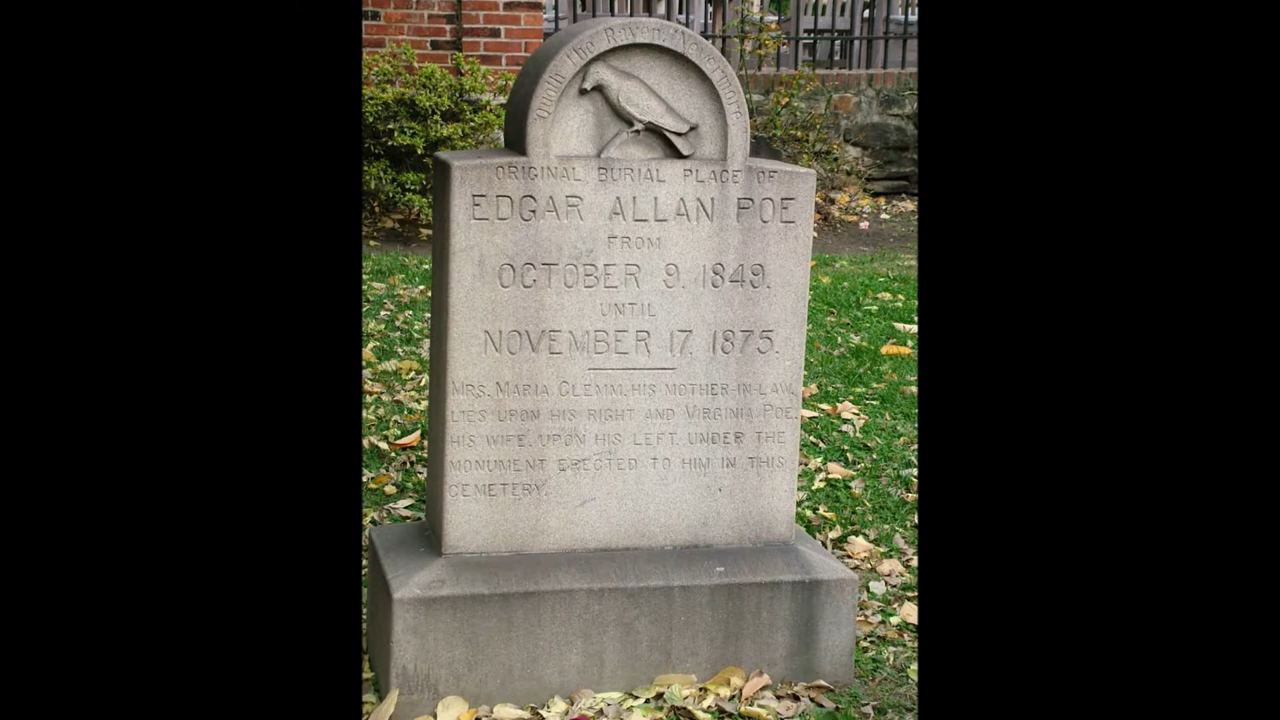 Quoth the Raven, Nevermore
ORIGINAL BURIAL PLACE OF
EDGAR ALLAN POE
FROM
OCTOBER 9, 1849.
UNTIL
NOVEMBER 17, 1875.
MRS. MARIA CLEMM, HIS MOTHER-IN-LAW,
LIES UPON HIS RIGHT AND VIRGINIA POE,
HIS WIFE, UPON HIS LEFT, UNDER THE
MONUMENT ERECTED TO HIM IN THIS
CEMETERY.